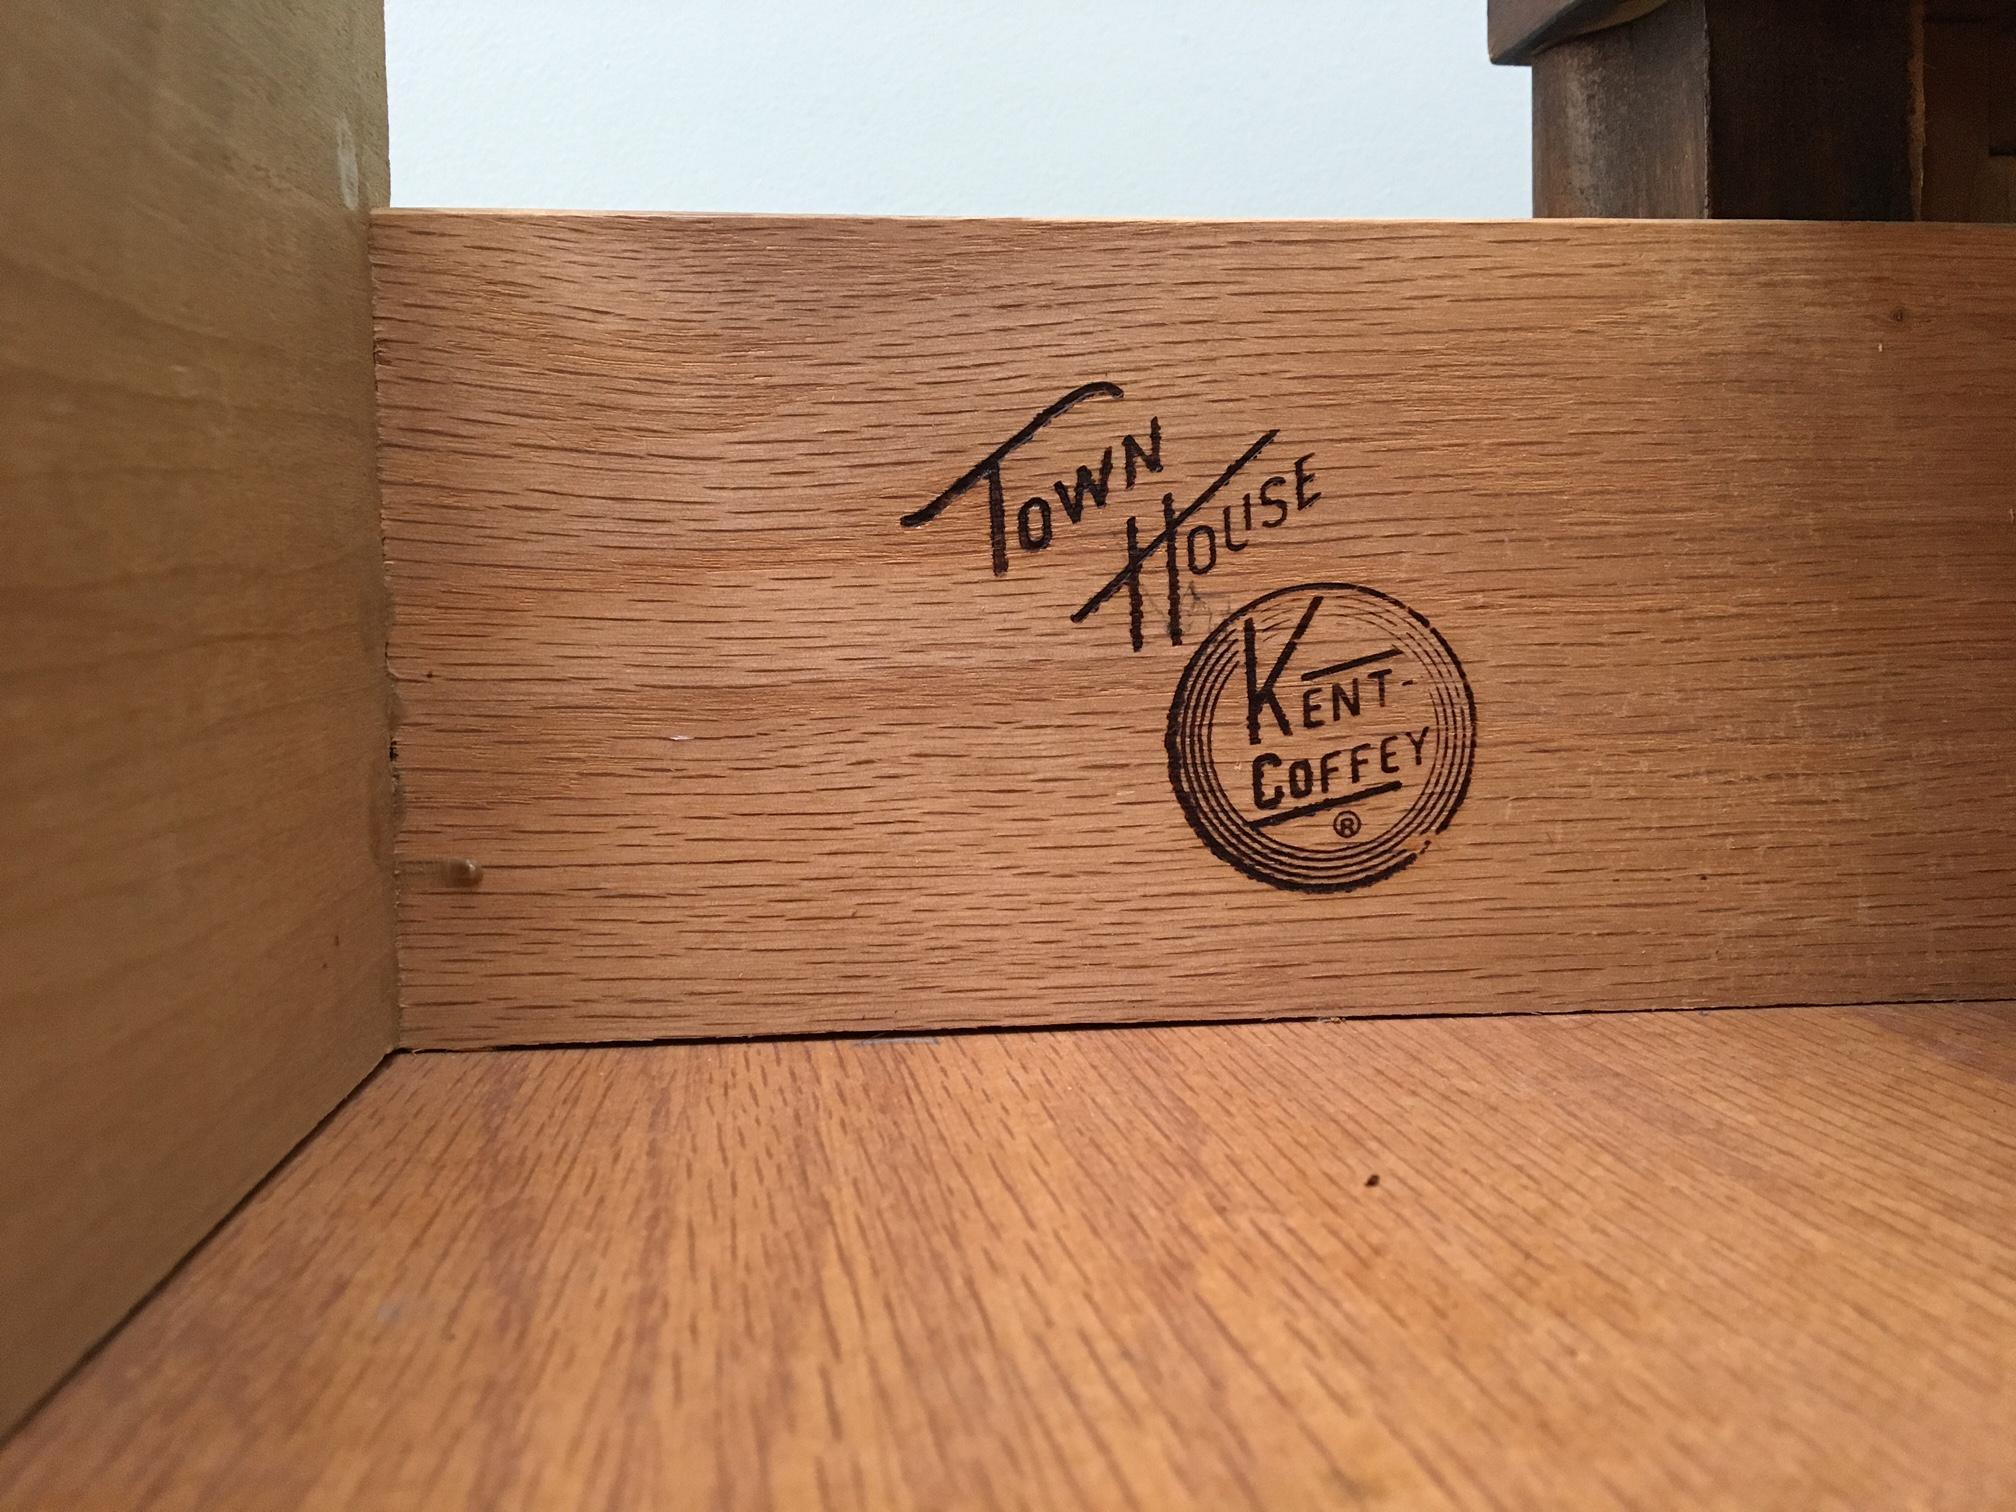 TOWN
HOUSE
KENT-
COFFEY
®